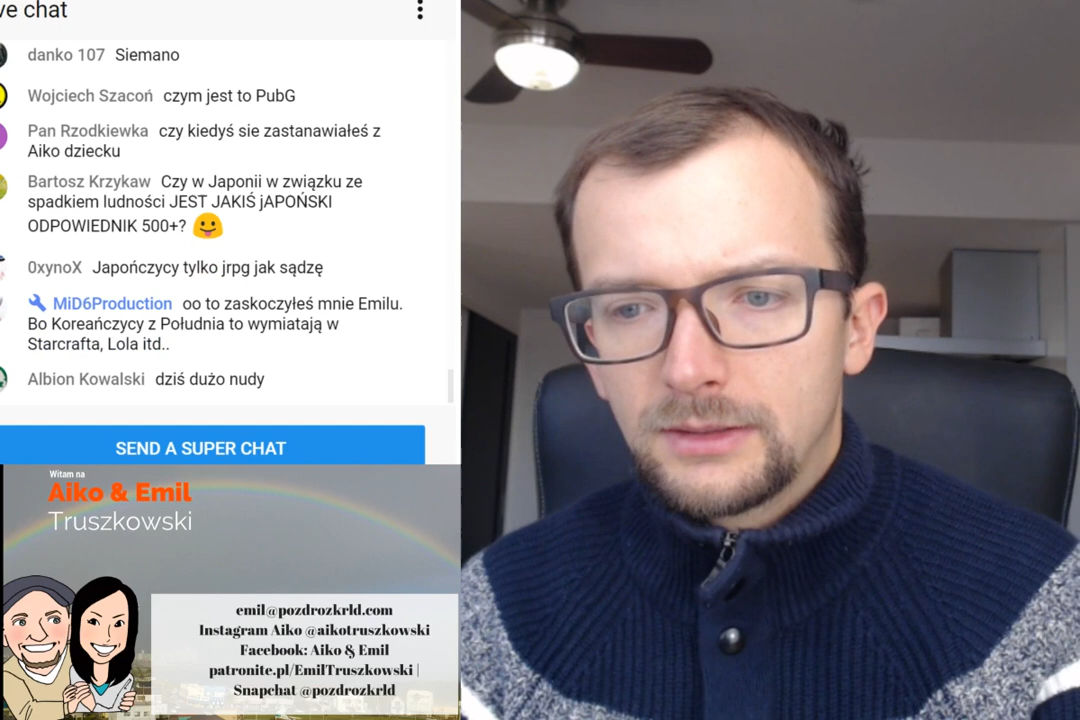 ve chat
danko 107 Siemano
Wojciech Szacoń czym jest to PubG
Pan Rzodkiewka czy kiedyś sie zastanawiałeś z
Aiko dziecku
Bartosz Krzykaw Czy w Japonii w związku ze
spadkiem ludności JEST JAKIŚ jAPOŃSKI
ODPOWIEDNIK 500+? 😛
0xynoX Japończycy tylko jrpg jak sądzę
MiD6Production oo to zaskoczyłeś mnie Emilu.
Bo Koreańczycy z Południa to wymiatają w
Starcrafta, Lola itd..
Albion Kowalski dziś dużo nudy
SEND A SUPER CHAT
Witam na
Aiko & Emil
Truszkowski
emil@pozdrozkrld.com
Instagram Aiko @aikotruszkowski
Facebook: Aiko & Emil
patronite.pl/EmilTruszkowski |
Snapchat @pozdrozkrld